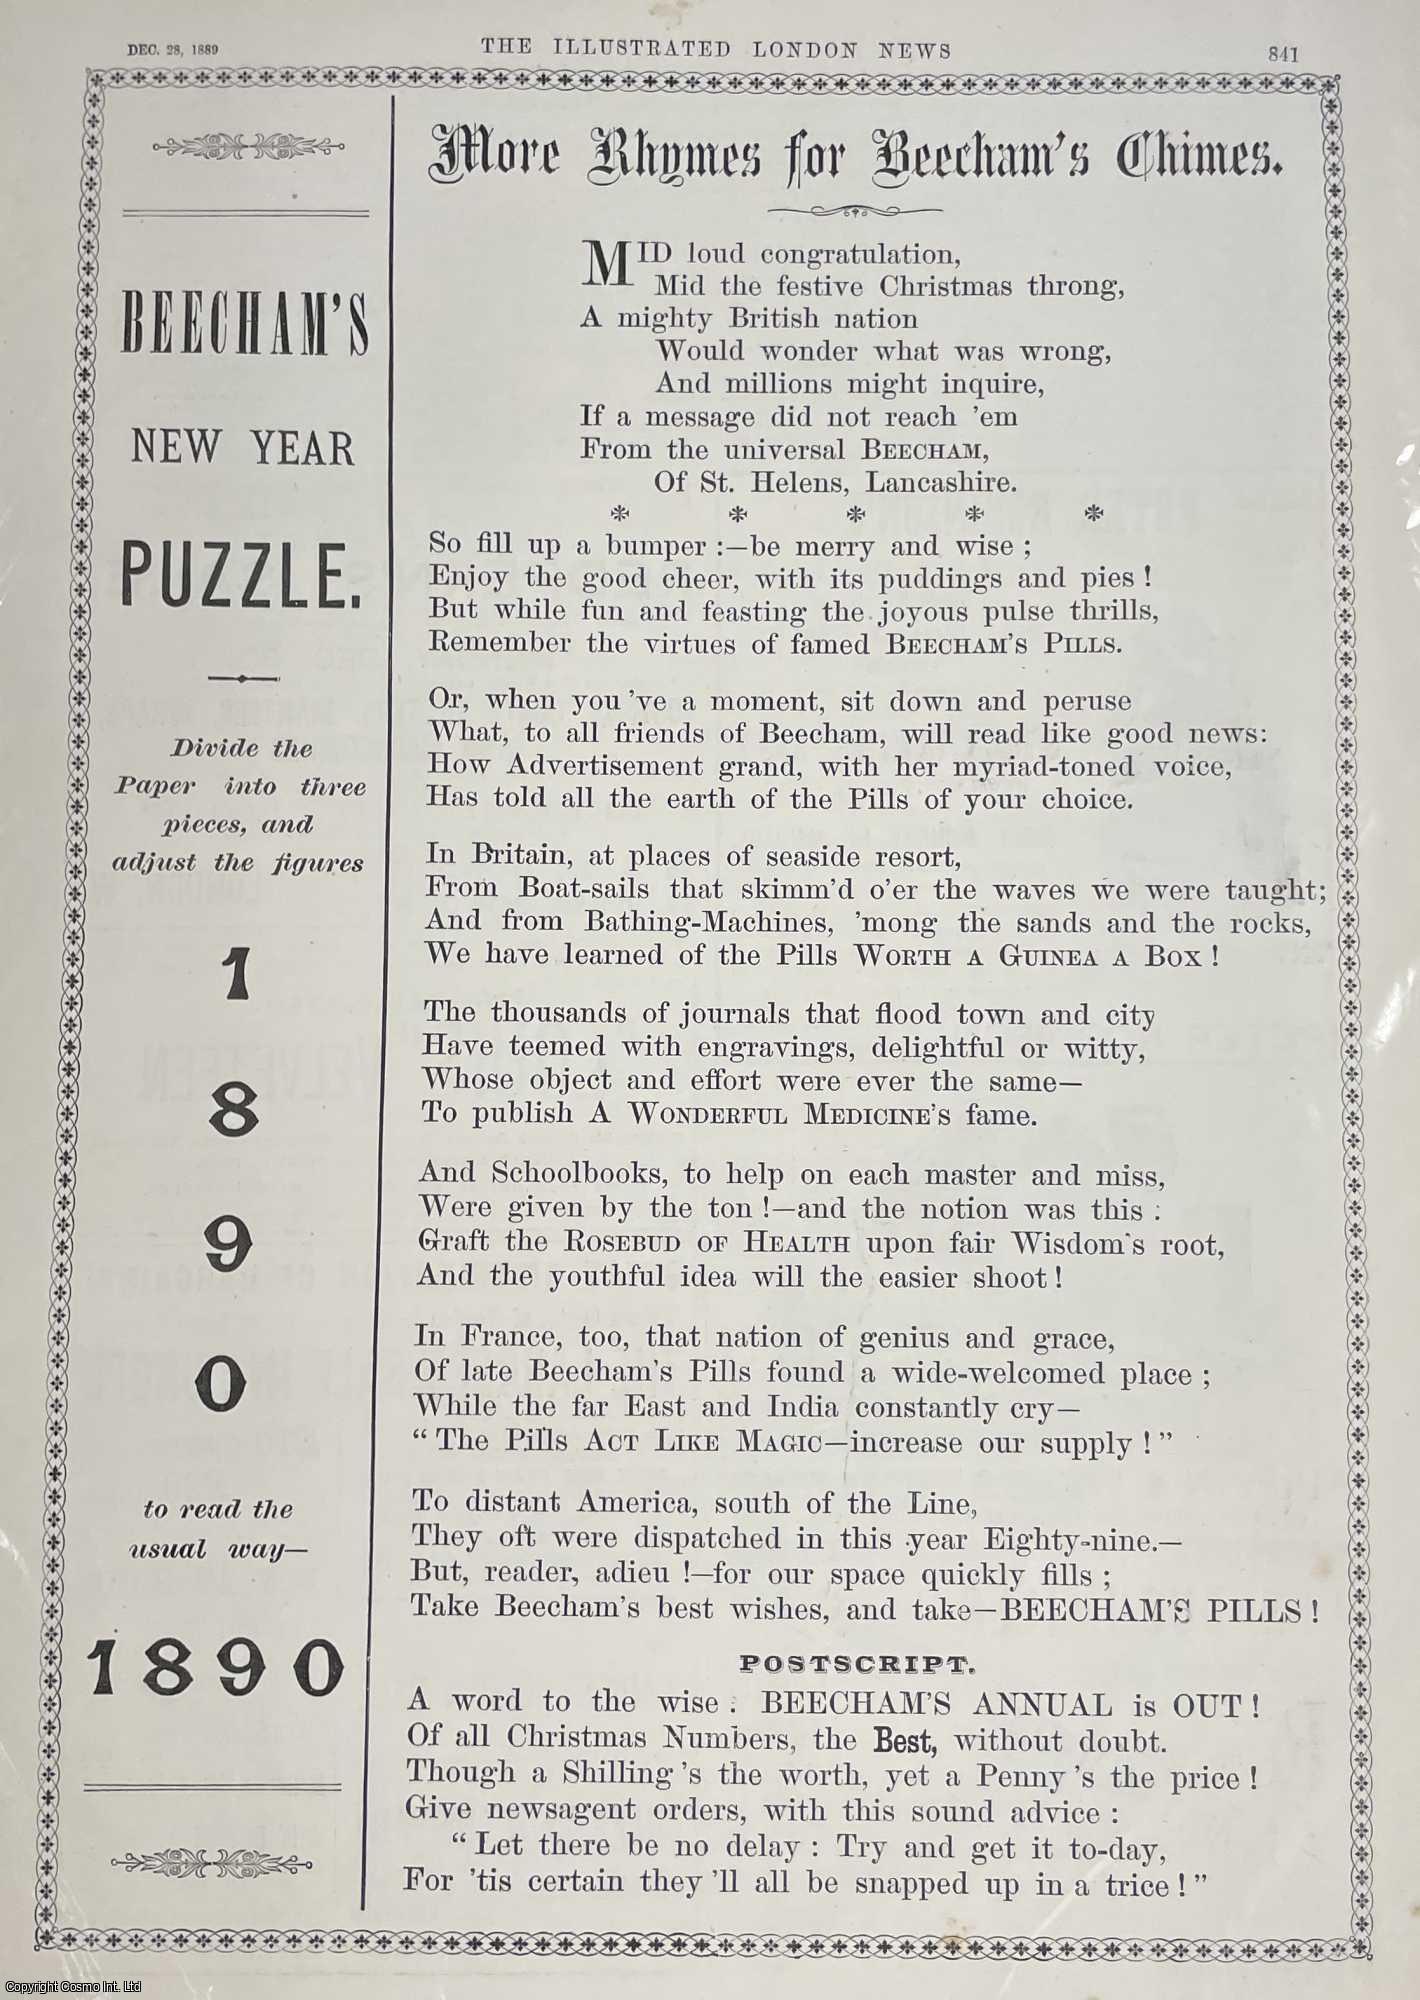 DEC. 28, 1889
THE ILLUSTRATED LONDON NEWS
841
BEECHAM'S
NEW YEAR
PUZZLE.
Divide the
Paper into three
pieces, and
adjust the figures
1
8
9
0
to read the
usual way—
1890
More Rhymes for Beecham's Chimes.
MID loud congratulation,
Mid the festive Christmas throng,
A mighty British nation
Would wonder what was wrong,
And millions might inquire,
If a message did not reach 'em
From the universal BEECHAM,
Of St. Helens, Lancashire.
* * * * *
So fill up a bumper :—be merry and wise ;
Enjoy the good cheer, with its puddings and pies !
But while fun and feasting the joyous pulse thrills,
Remember the virtues of famed BEECHAM'S PILLS.
Or, when you 've a moment, sit down and peruse
What, to all friends of Beecham, will read like good news:
How Advertisement grand, with her myriad-toned voice,
Has told all the earth of the Pills of your choice.
In Britain, at places of seaside resort,
From Boat-sails that skimm'd o'er the waves we were taught;
And from Bathing-Machines, 'mong the sands and the rocks,
We have learned of the Pills WORTH A GUINEA A BOX !
The thousands of journals that flood town and city
Have teemed with engravings, delightful or witty,
Whose object and effort were ever the same—
To publish A WONDERFUL MEDICINE'S fame.
And Schoolbooks, to help on each master and miss,
Were given by the ton !—and the notion was this :
Graft the ROSEBUD OF HEALTH upon fair Wisdom's root,
And the youthful idea will the easier shoot !
In France, too, that nation of genius and grace,
Of late Beecham's Pills found a wide-welcomed place ;
While the far East and India constantly cry—
“ The Pills ACT LIKE MAGIC—increase our supply ! ”
To distant America, south of the Line,
They oft were dispatched in this year Eighty-nine.—
But, reader, adieu !—for our space quickly fills ;
Take Beecham's best wishes, and take—BEECHAM'S PILLS !
POSTSCRIPT.
A word to the wise : BEECHAM'S ANNUAL is OUT !
Of all Christmas Numbers, the Best, without doubt.
Though a Shilling 's the worth, yet a Penny 's the price !
Give newsagent orders, with this sound advice :
“ Let there be no delay : Try and get it to-day,
For 'tis certain they 'll all be snapped up in a trice ! ”
Copyright Cosmo Int. Ltd